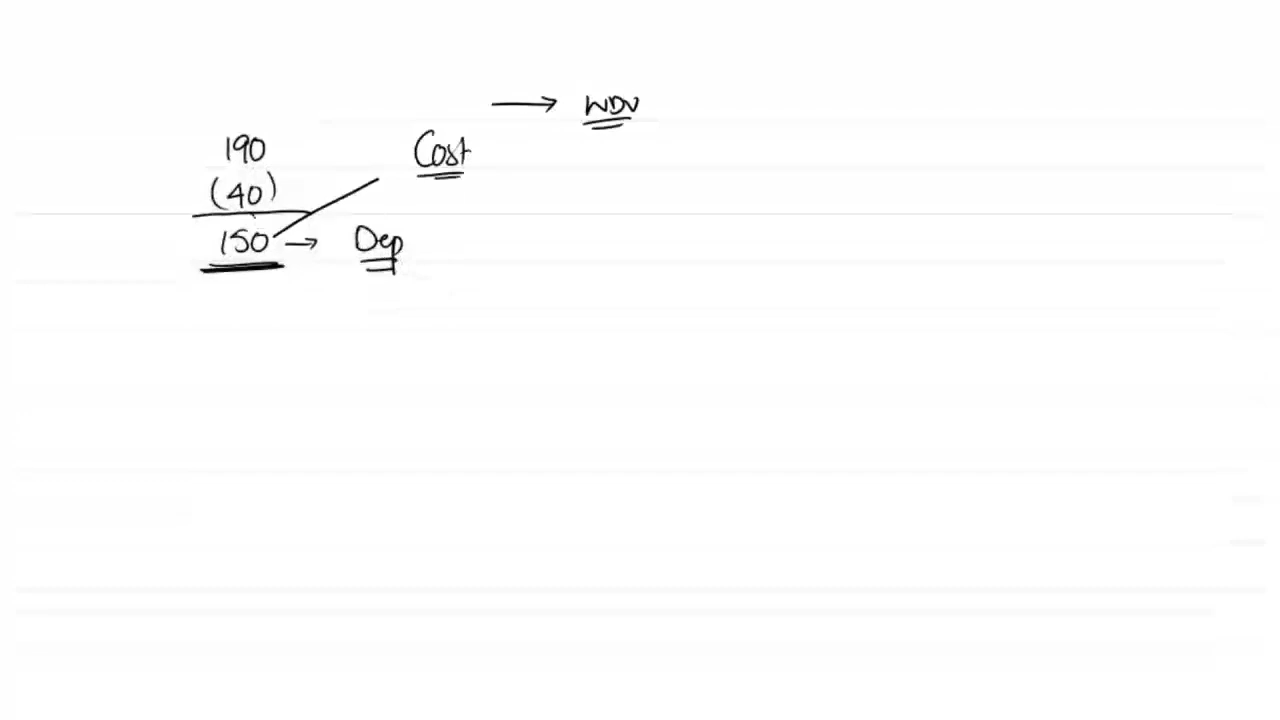 → WDV
190 Cost
(40)
150 → Dep